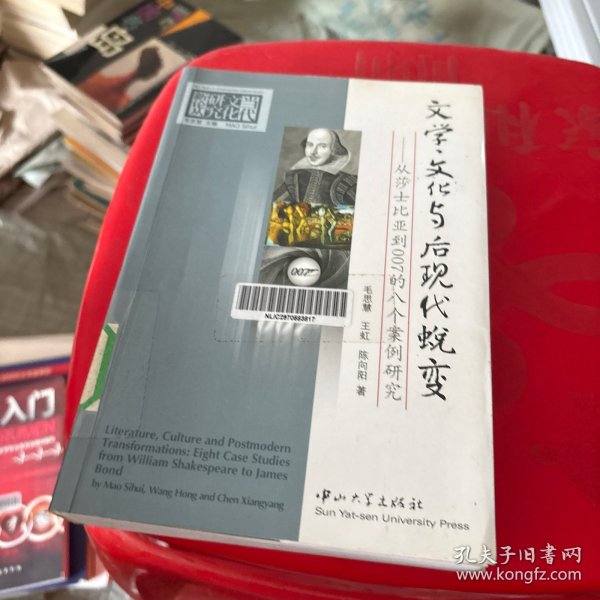 文学、文化与后现代蜕变
——从莎士比亚到007的八个案例研究
毛思慧 王虹 陈向阳 著
MAO Sihui
007
NLIC2970883817
Literature, Culture and Postmodern
Transformations: Eight Case Studies
from William Shakespeare to James
Bond
by Mao Sihui, Wang Hong and Chen Xiangyang
中山大学出版社
Sun Yat-sen University Press
入门
孔夫子旧书网
www.kongfz.com